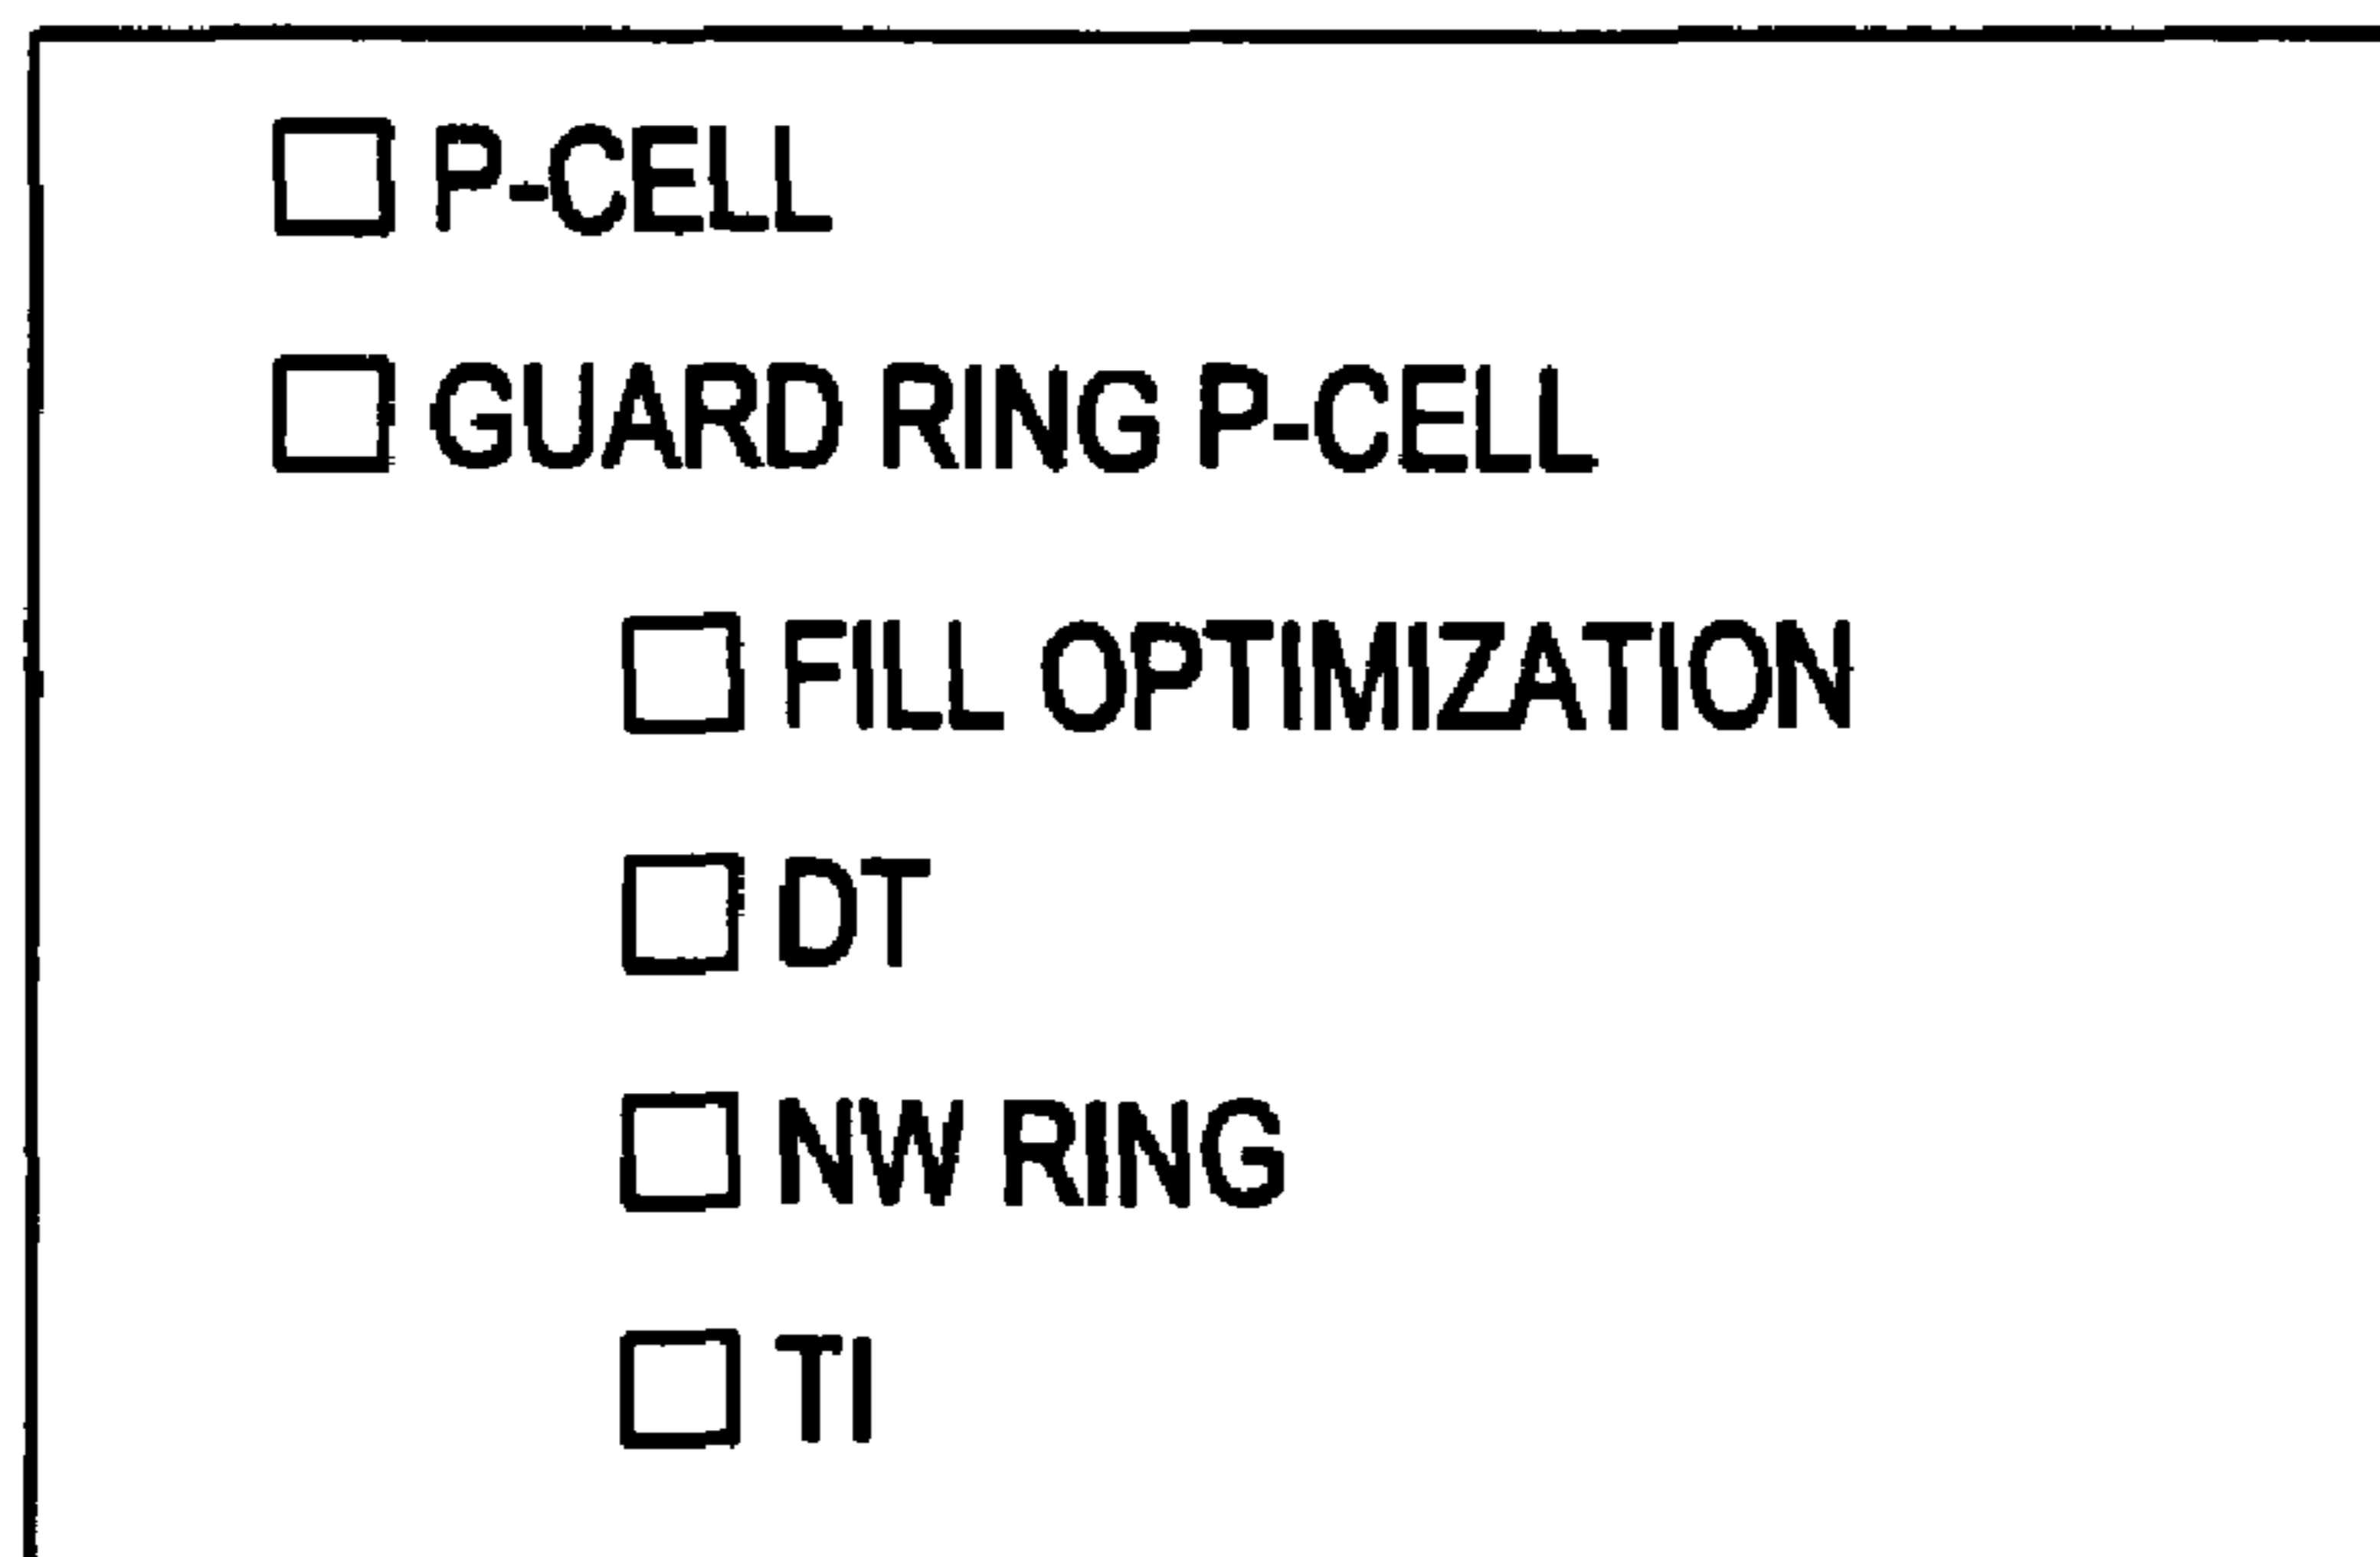 ☐ P-CELL
☐ GUARD RING P-CELL
☐ FILL OPTIMIZATION
☐ DT
☐ NW RING
☐ TI